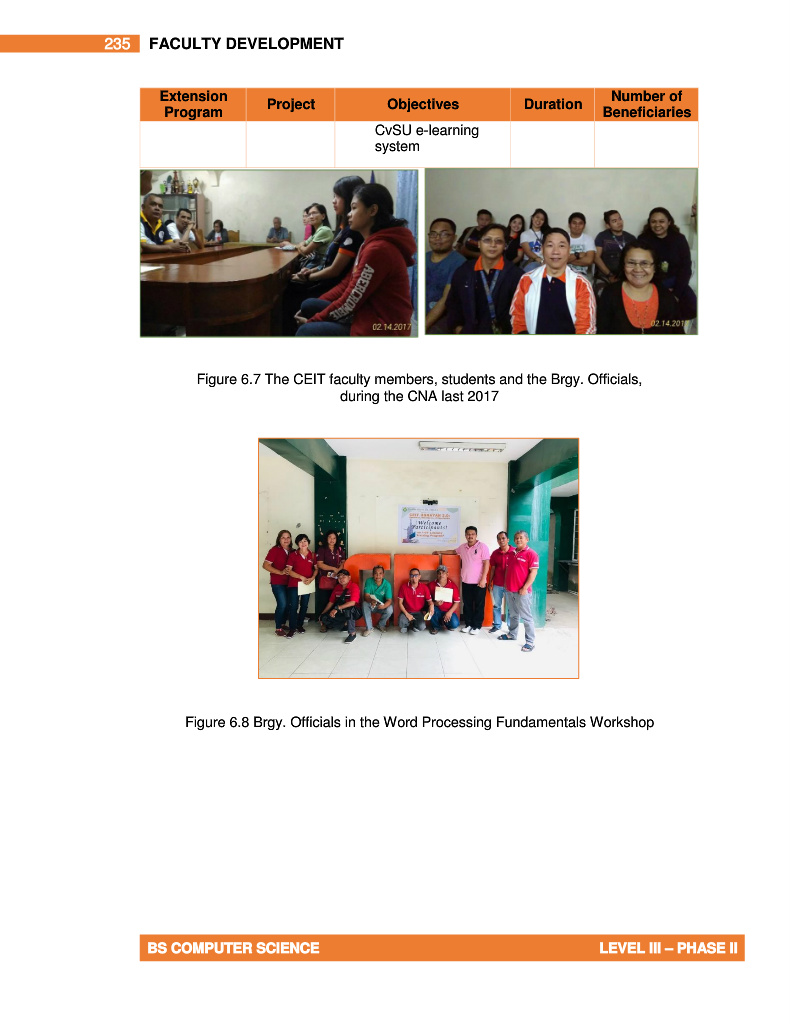 235 FACULTY DEVELOPMENT
Extension Program Project Objectives Duration Number of Beneficiaries
CvSU e-learning
system
ABERCROMBIE
02.14.2017
02.14.2017
Figure 6.7 The CEIT faculty members, students and the Brgy. Officials,
during the CNA last 2017
Welcome
Participants!
Figure 6.8 Brgy. Officials in the Word Processing Fundamentals Workshop
BS COMPUTER SCIENCE LEVEL III – PHASE II